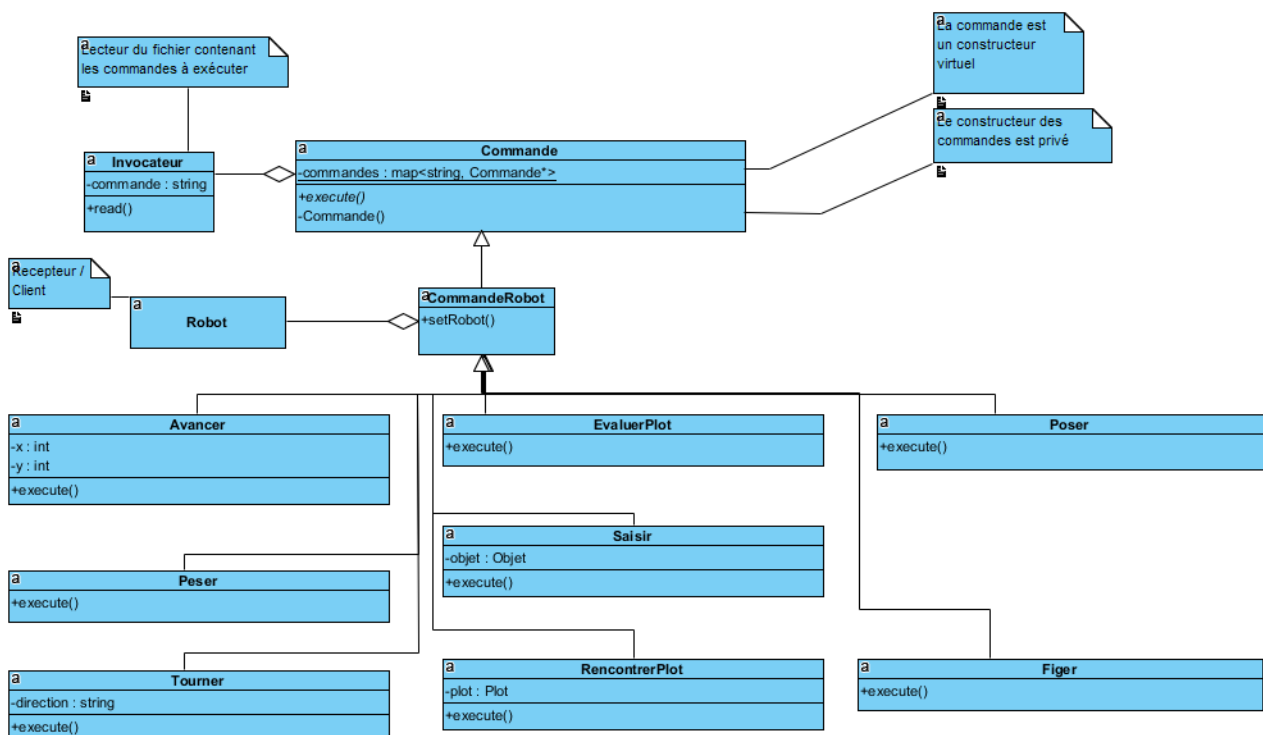 Lecteur du fichier contenant
les commandes à exécuter
La commande est
un constructeur
virtuel
Le constructeur des
commandes est privé
a
Invocateur
-commande : string
+read()
a
Commande
-commandes : map<string, Commande*>
+execute()
-Commande()
a
Recepteur /
Client
a
Robot
a
CommandeRobot
+setRobot()
a
Avancer
-x : int
-y : int
+execute()
a
EvaluerPlot
+execute()
a
Poser
+execute()
a
Peser
+execute()
a
Saisir
-objet : Objet
+execute()
a
Tourner
-direction : string
+execute()
a
RencontrerPlot
-plot : Plot
+execute()
a
Figer
+execute()